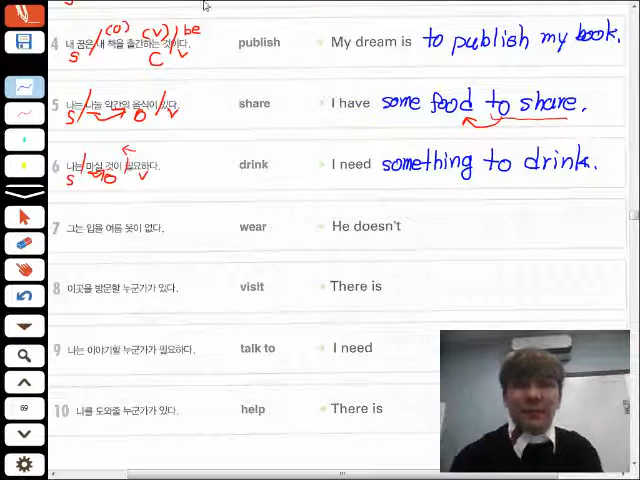 (O) (V) be
4 내 꿈은 내 책을 출간하는 것이다. publish My dream is to publish my book.
S C V
5 나는 나눌 약간의 음식이 있다. share I have some food to share.
S O V
6 나는 마실 것이 필요하다. drink I need something to drink.
S O V
7 그는 입을 여름 옷이 없다. wear He doesn't
8 이곳을 방문할 누군가가 있다. visit There is
9 나는 이야기할 누군가가 필요하다. talk to I need
10 나를 도와줄 누군가가 있다. help There is
69